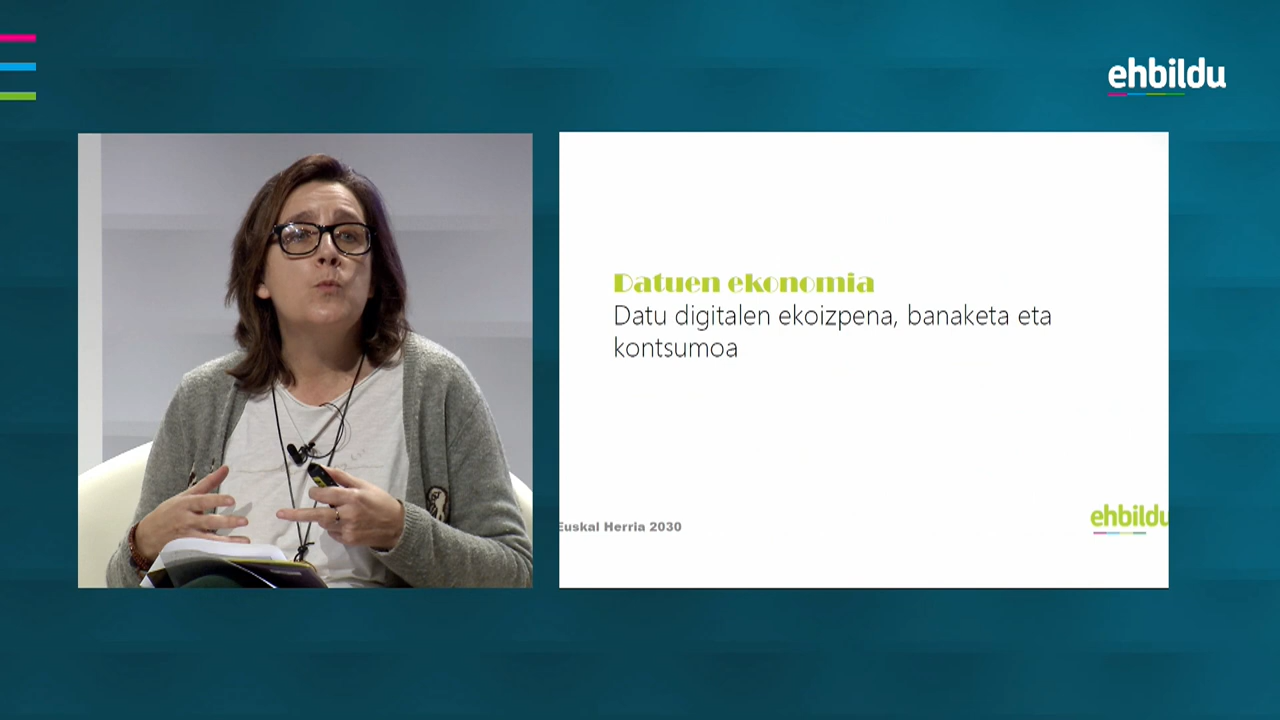 ehbildu
Datuen ekonomia
Datu digitalen ekoizpena, banaketa eta
kontsumoa
Euskal Herria 2030
ehbildu